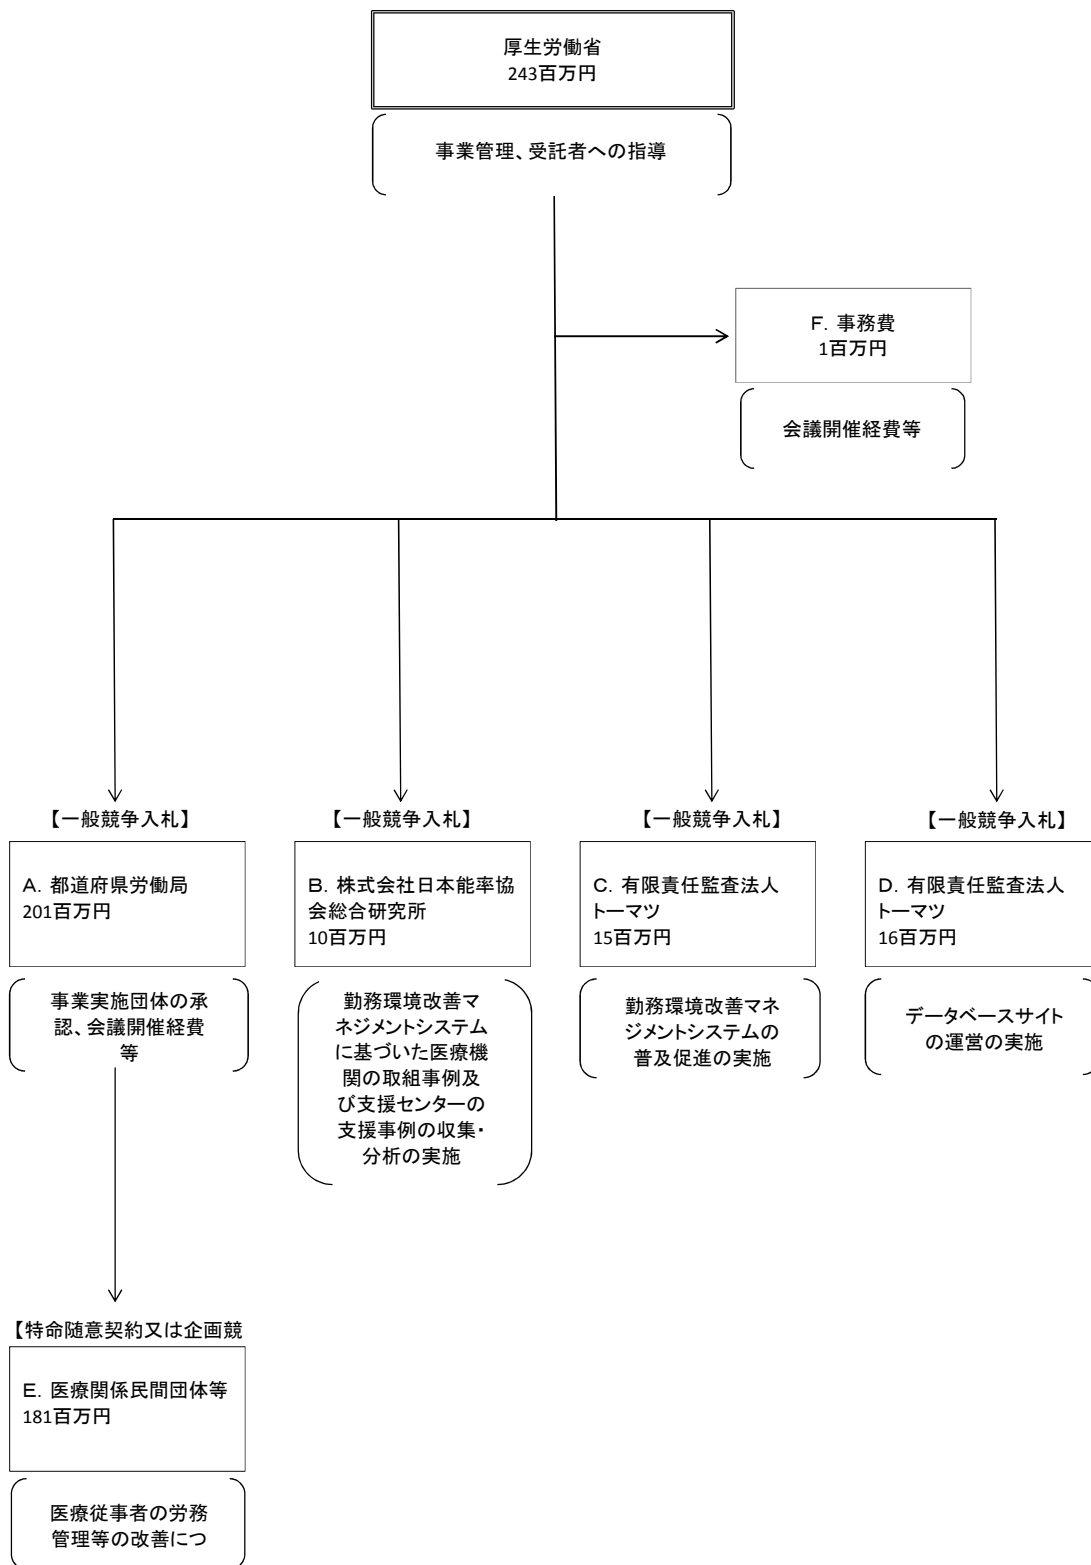 厚生労働省
243百万円
事業管理、受託者への指導
F. 事務費
1百万円
会議開催経費等
【一般競争入札】
A. 都道府県労働局
201百万円
事業実施団体の承
認、会議開催経費
等
【一般競争入札】
B. 株式会社日本能率協
会総合研究所
10百万円
勤務環境改善マ
ネジメントシステム
に基づいた医療機
関の取組事例及
び支援センターの
支援事例の収集・
分析の実施
【一般競争入札】
C. 有限責任監査法人
トーマツ
15百万円
勤務環境改善マネ
ジメントシステムの
普及促進の実施
【一般競争入札】
D. 有限責任監査法人
トーマツ
16百万円
データベースサイト
の運営の実施
【特命随意契約又は企画競
E. 医療関係民間団体等
181百万円
医療従事者の労務
管理等の改善につ